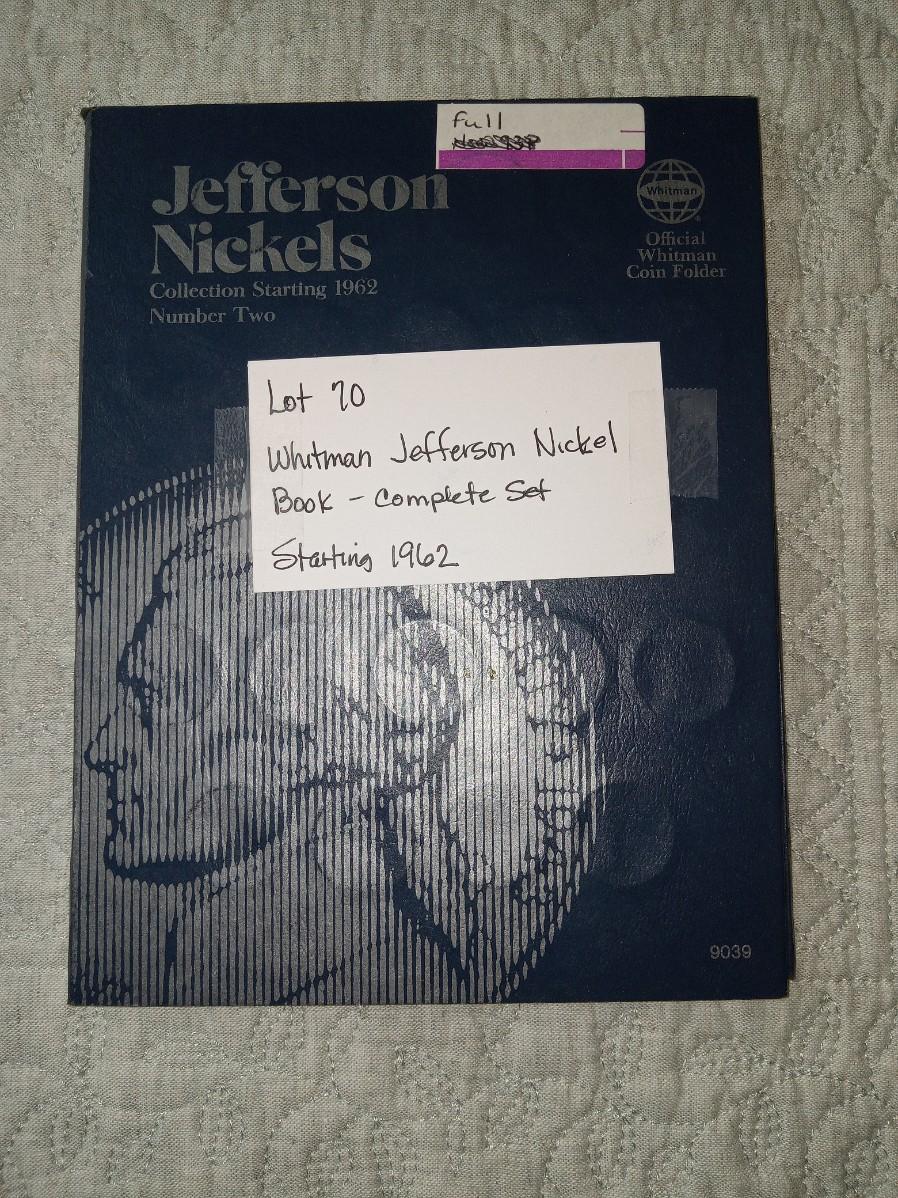 Full
Jefferson
Nickels
Collection Starting 1962
Number Two
Whitman
Official
Whitman
Coin Folder
Lot 70
Whitman Jefferson Nickel
Book - Complete Set
Starting 1962
9039